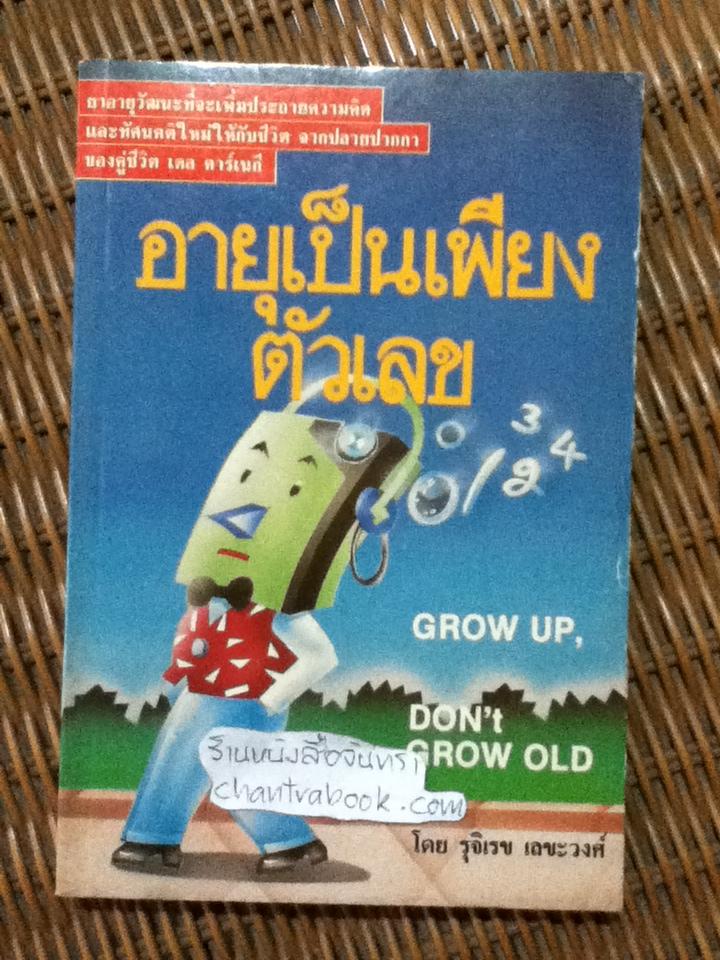 ยาอายุวัฒนะที่จะเพิ่มประกายความคิด
และทัศนคติใหม่ให้กับชีวิต จากปลายปากกา
ของคู่ชีวิต เดล คาร์เนกี
อายุเป็นเพียง
ตัวเลข
1 2 3 4
GROW UP,
DON't
GROW OLD
ร้านหนังสือจันทรา
chantrabook.com
โดย รุจิเรข เลขะวงศ์